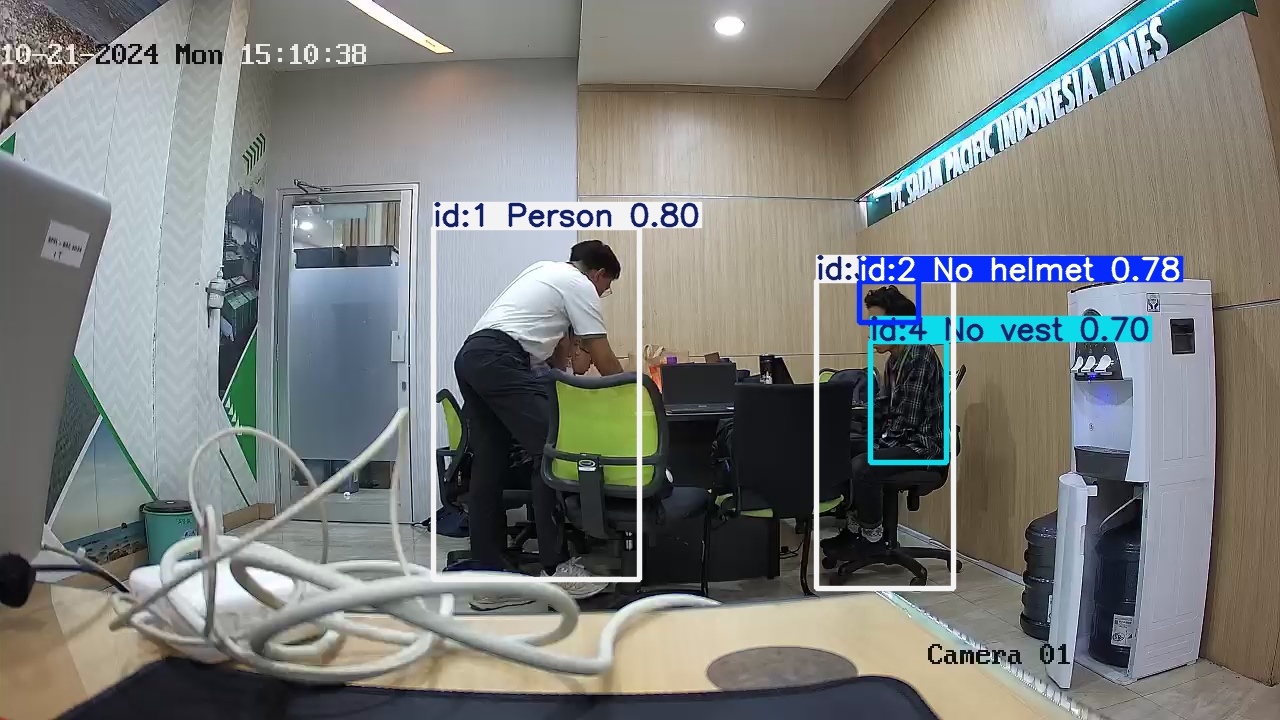 10-21-2024 Mon 15:10:38
PT. SALAM PACIFIC INDONESIA LINES
id:1 Person 0.80
id:id:2 No helmet 0.78
id:4 No vest 0.70
Camera 01